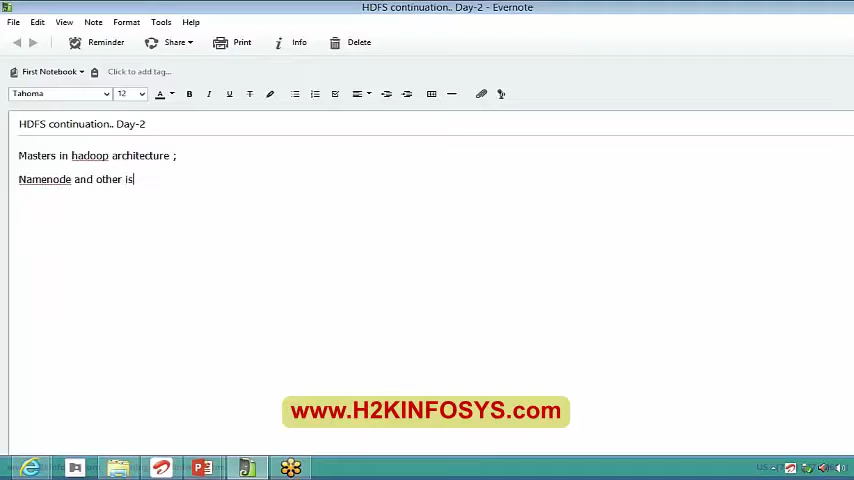 HDFS continuation.. Day-2 - Evernote
File Edit View Note Format Tools Help
Reminder Share Print Info Delete
First Notebook Click to add tag...
Tahoma 12 A B I U T
HDFS continuation.. Day-2
Masters in hadoop architecture ;
Namenode and other is
www.H2KINFOSYS.com
US